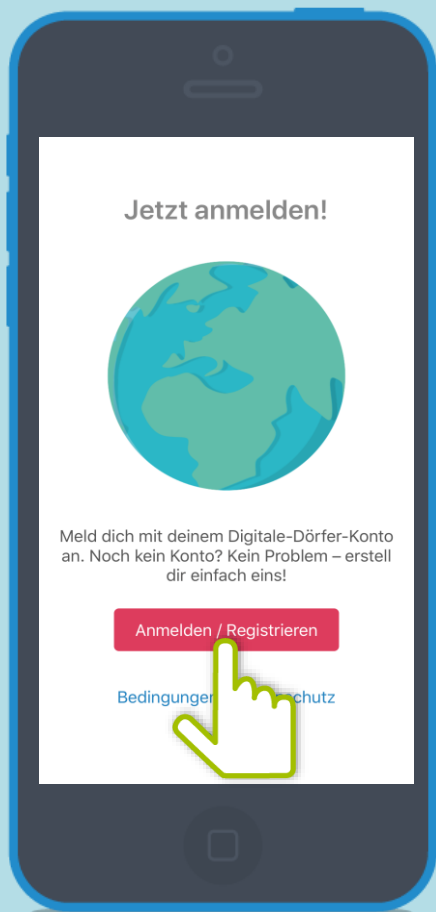 Jetzt anmelden!
Meld dich mit deinem Digitale-Dörfer-Konto
an. Noch kein Konto? Kein Problem – erstell
dir einfach eins!
Anmelden / Registrieren